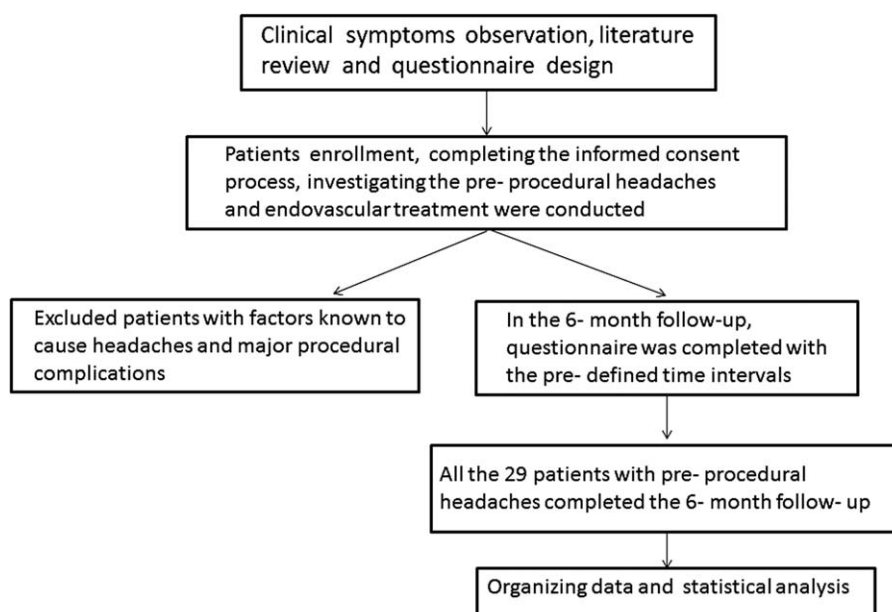 Clinical symptoms observation, literature
review and questionnaire design
Patients enrollment, completing the informed consent
process, investigating the pre- procedural headaches
and endovascular treatment were conducted
Excluded patients with factors known to
cause headaches and major procedural
complications
In the 6- month follow-up,
questionnaire was completed with
the pre- defined time intervals
All the 29 patients with pre- procedural
headaches completed the 6- month follow- up
Organizing data and statistical analysis